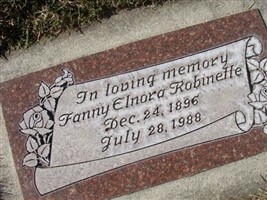 In loving memory
Fanny Elnora Robinette
Dec. 24, 1896
July 28, 1988